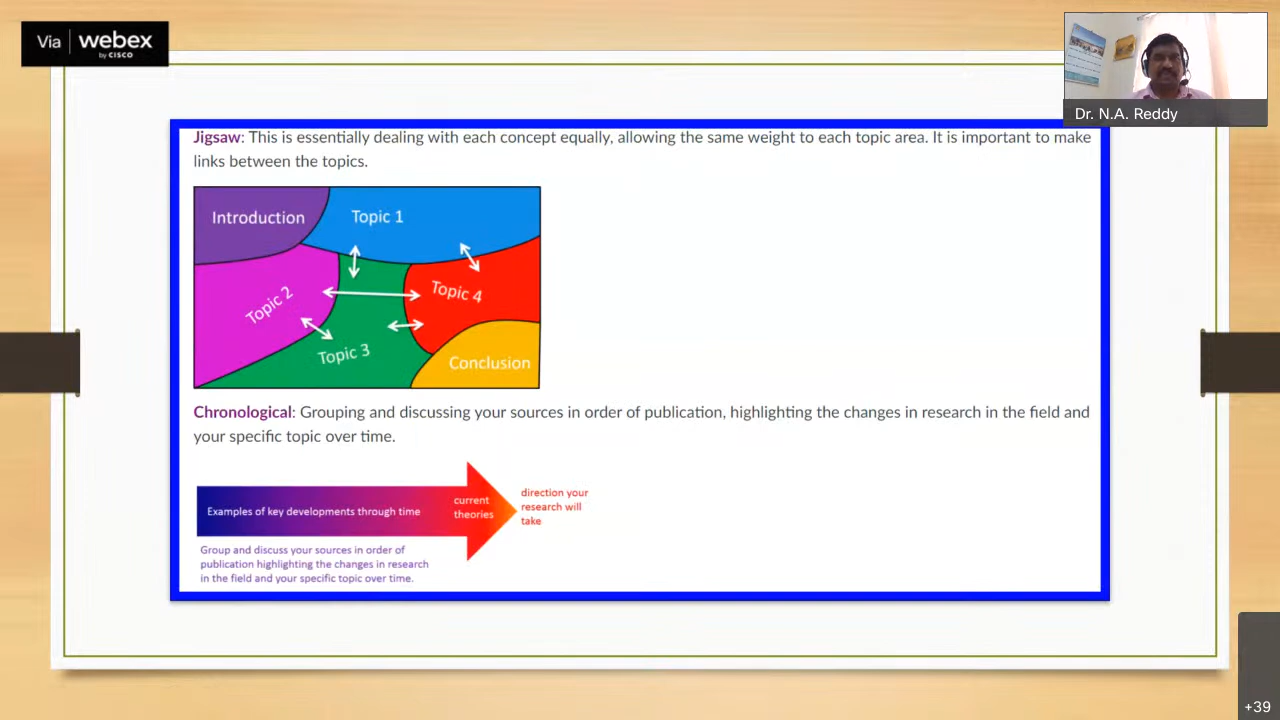 Via webex
by CISCO
Dr. N.A. Reddy
Jigsaw: This is essentially dealing with each concept equally, allowing the same weight to each topic area. It is important to make
links between the topics.
Introduction
Topic 1
Topic 2
Topic 4
Topic 3
Conclusion
Chronological: Grouping and discussing your sources in order of publication, highlighting the changes in research in the field and
your specific topic over time.
Examples of key developments through time
current
theories
direction your
research will
take
Group and discuss your sources in order of
publication highlighting the changes in research
in the field and your specific topic over time.
+39